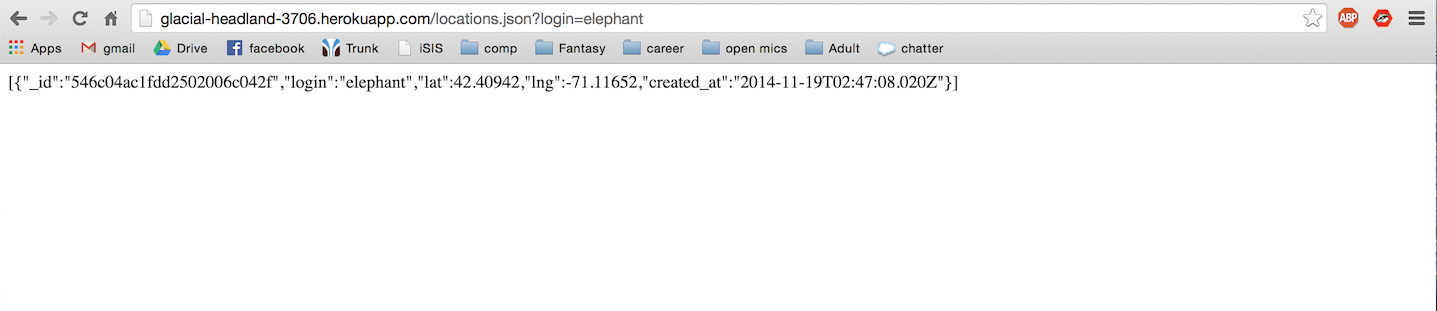 glacial-headland-3706.herokuapp.com/locations.json?login=elephant
ABP
Apps gmail Drive facebook Trunk iSIS comp Fantasy career open mics Adult chatter
[{"_id":"546c04ac1fdd2502006c042f","login":"elephant","lat":42.40942,"lng":-71.11652,"created_at":"2014-11-19T02:47:08.020Z"}]